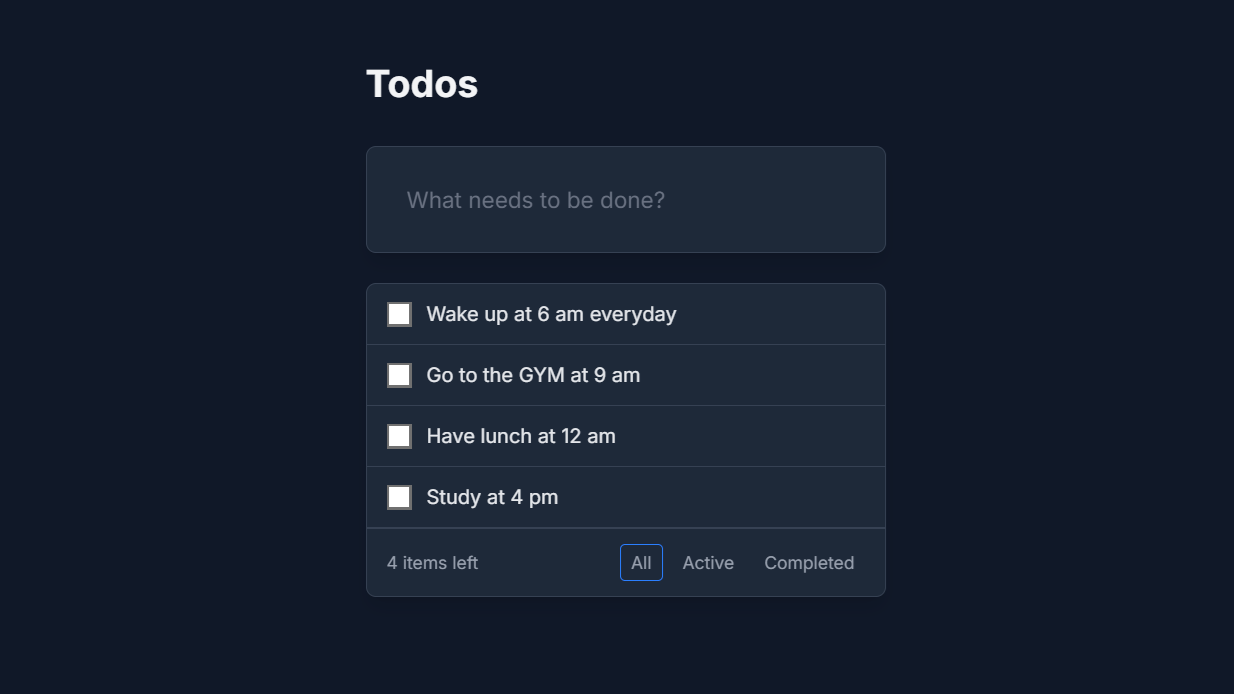 Todos
What needs to be done?
Wake up at 6 am everyday
Go to the GYM at 9 am
Have lunch at 12 am
Study at 4 pm
4 items left All Active Completed